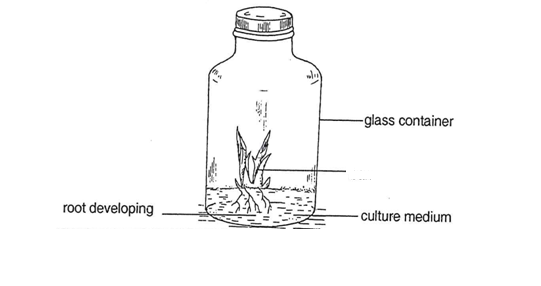 glass container
root developing
culture medium